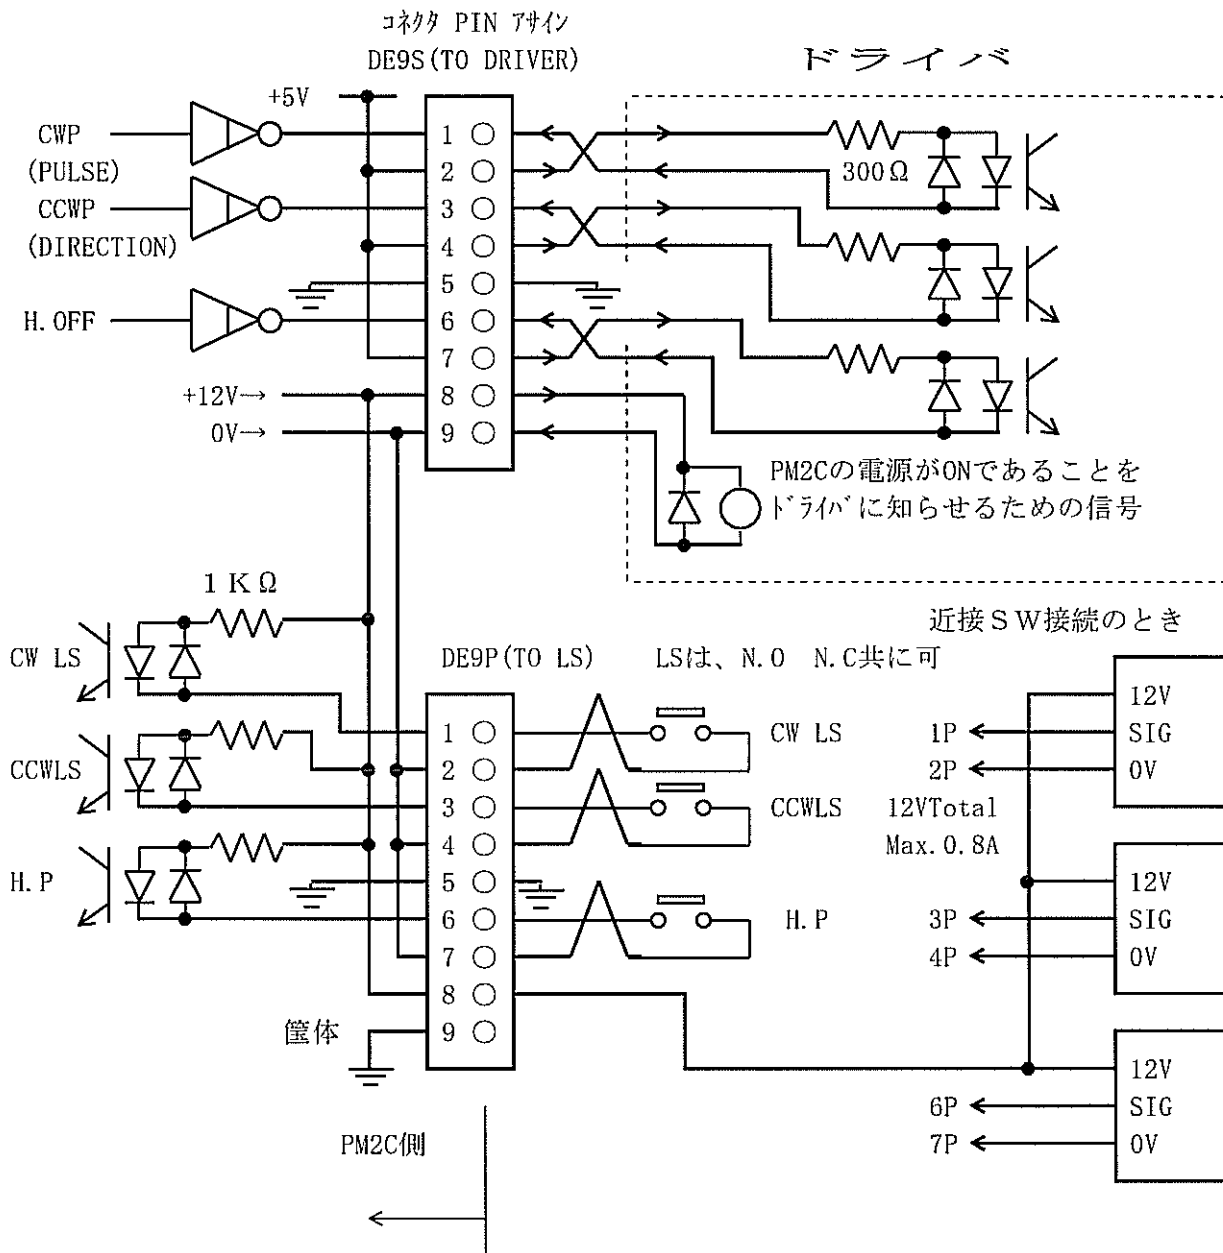 コネクタ PIN アサイン
DE9S(TO DRIVER)
ドライバ
+5V
CWP
(PULSE)
CCWP
(DIRECTION)
H.OFF
+12V→
0V→
1
2
3
4
5
6
7
8
9
300Ω
PM2Cの電源がONであることを
ドライバに知らせるための信号
1KΩ
CW LS
CCWLS
H.P
DE9P(TO LS)
LSは、N.O N.C共に可
1
2
3
4
5
6
7
8
9
CW LS
CCWLS
H.P
筐体
PM2C側
近接SW接続のとき
12V
1P SIG
2P 0V
12VTotal
Max.0.8A
12V
3P SIG
4P 0V
12V
6P SIG
7P 0V